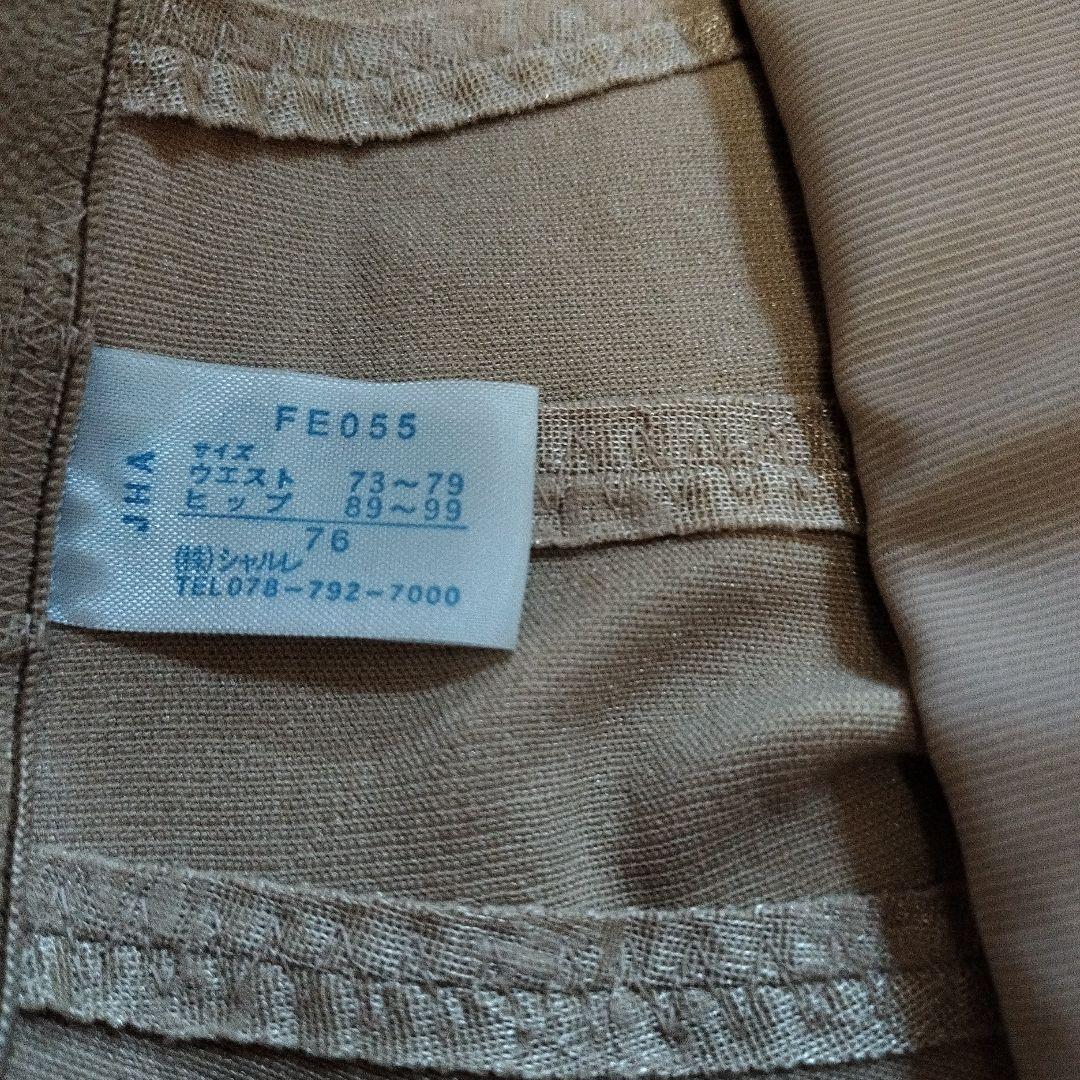 FE055
サイズ
ウエスト 73～79
ヒップ 89～99
76
(株)シャルレ
TEL078-792-7000
JHA